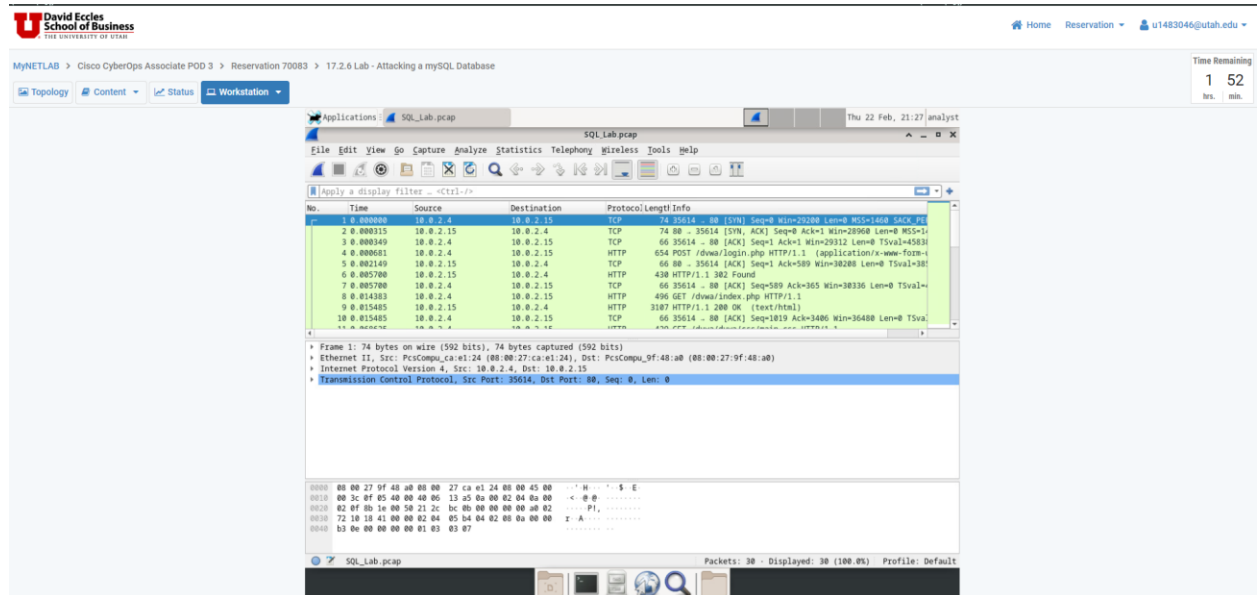 David Eccles
School of Business
THE UNIVERSITY OF UTAH
Home Reservation u1483046@utah.edu
MyNETLAB > Cisco CyberOps Associate POD 3 > Reservation 70083 > 17.2.6 Lab - Attacking a mySQL Database
Time Remaining
1 52
hrs. min.
Topology Content Status Workstation
Applications SQL_Lab.pcap Thu 22 Feb, 21:27 analyst
SQL_Lab.pcap
File Edit View Go Capture Analyze Statistics Telephony Wireless Tools Help
Apply a display filter … <Ctrl-/>
No. Time Source Destination Protocol Length Info
1 0.000000 10.0.2.4 10.0.2.15 TCP 74 35614 → 80 [SYN] Seq=0 Win=29200 Len=0 MSS=1460 SACK_PE
2 0.000315 10.0.2.15 10.0.2.4 TCP 74 80 → 35614 [SYN, ACK] Seq=0 Ack=1 Win=28960 Len=0 MSS=14
3 0.000349 10.0.2.4 10.0.2.15 TCP 66 35614 → 80 [ACK] Seq=1 Ack=1 Win=29312 Len=0 TSval=4583
4 0.000681 10.0.2.4 10.0.2.15 HTTP 654 POST /dvwa/login.php HTTP/1.1 (application/x-www-form-
5 0.002149 10.0.2.15 10.0.2.4 TCP 66 80 → 35614 [ACK] Seq=1 Ack=589 Win=30208 Len=0 TSval=38
6 0.005700 10.0.2.15 10.0.2.4 HTTP 430 HTTP/1.1 302 Found
7 0.005700 10.0.2.4 10.0.2.15 TCP 66 35614 → 80 [ACK] Seq=589 Ack=365 Win=30336 Len=0 TSval=
8 0.014383 10.0.2.4 10.0.2.15 HTTP 496 GET /dvwa/index.php HTTP/1.1
9 0.015485 10.0.2.15 10.0.2.4 HTTP 3107 HTTP/1.1 200 OK (text/html)
10 0.015485 10.0.2.4 10.0.2.15 TCP 66 35614 → 80 [ACK] Seq=1019 Ack=3406 Win=36480 Len=0 TSva
Frame 1: 74 bytes on wire (592 bits), 74 bytes captured (592 bits)
Ethernet II, Src: PcsCompu_ca:e1:24 (08:00:27:ca:e1:24), Dst: PcsCompu_9f:48:a0 (08:00:27:9f:48:a0)
Internet Protocol Version 4, Src: 10.0.2.4, Dst: 10.0.2.15
Transmission Control Protocol, Src Port: 35614, Dst Port: 80, Seq: 0, Len: 0
0000 08 00 27 9f 48 a0 08 00 27 ca e1 24 08 00 45 00 ··'·H··· '··$··E·
0010 00 3c 0f 05 40 00 40 06 13 a5 0a 00 02 04 0a 00 ·<··@·@· ········
0020 02 0f 8b 1e 00 50 21 2c bc 0b 00 00 00 00 a0 02 ·····P!, ········
0030 72 10 18 41 00 00 02 04 05 b4 04 02 08 0a 00 00 r··A···· ········
0040 b3 0e 00 00 00 00 01 03 03 07 ········ ··
SQL_Lab.pcap Packets: 30 · Displayed: 30 (100.0%) Profile: Default